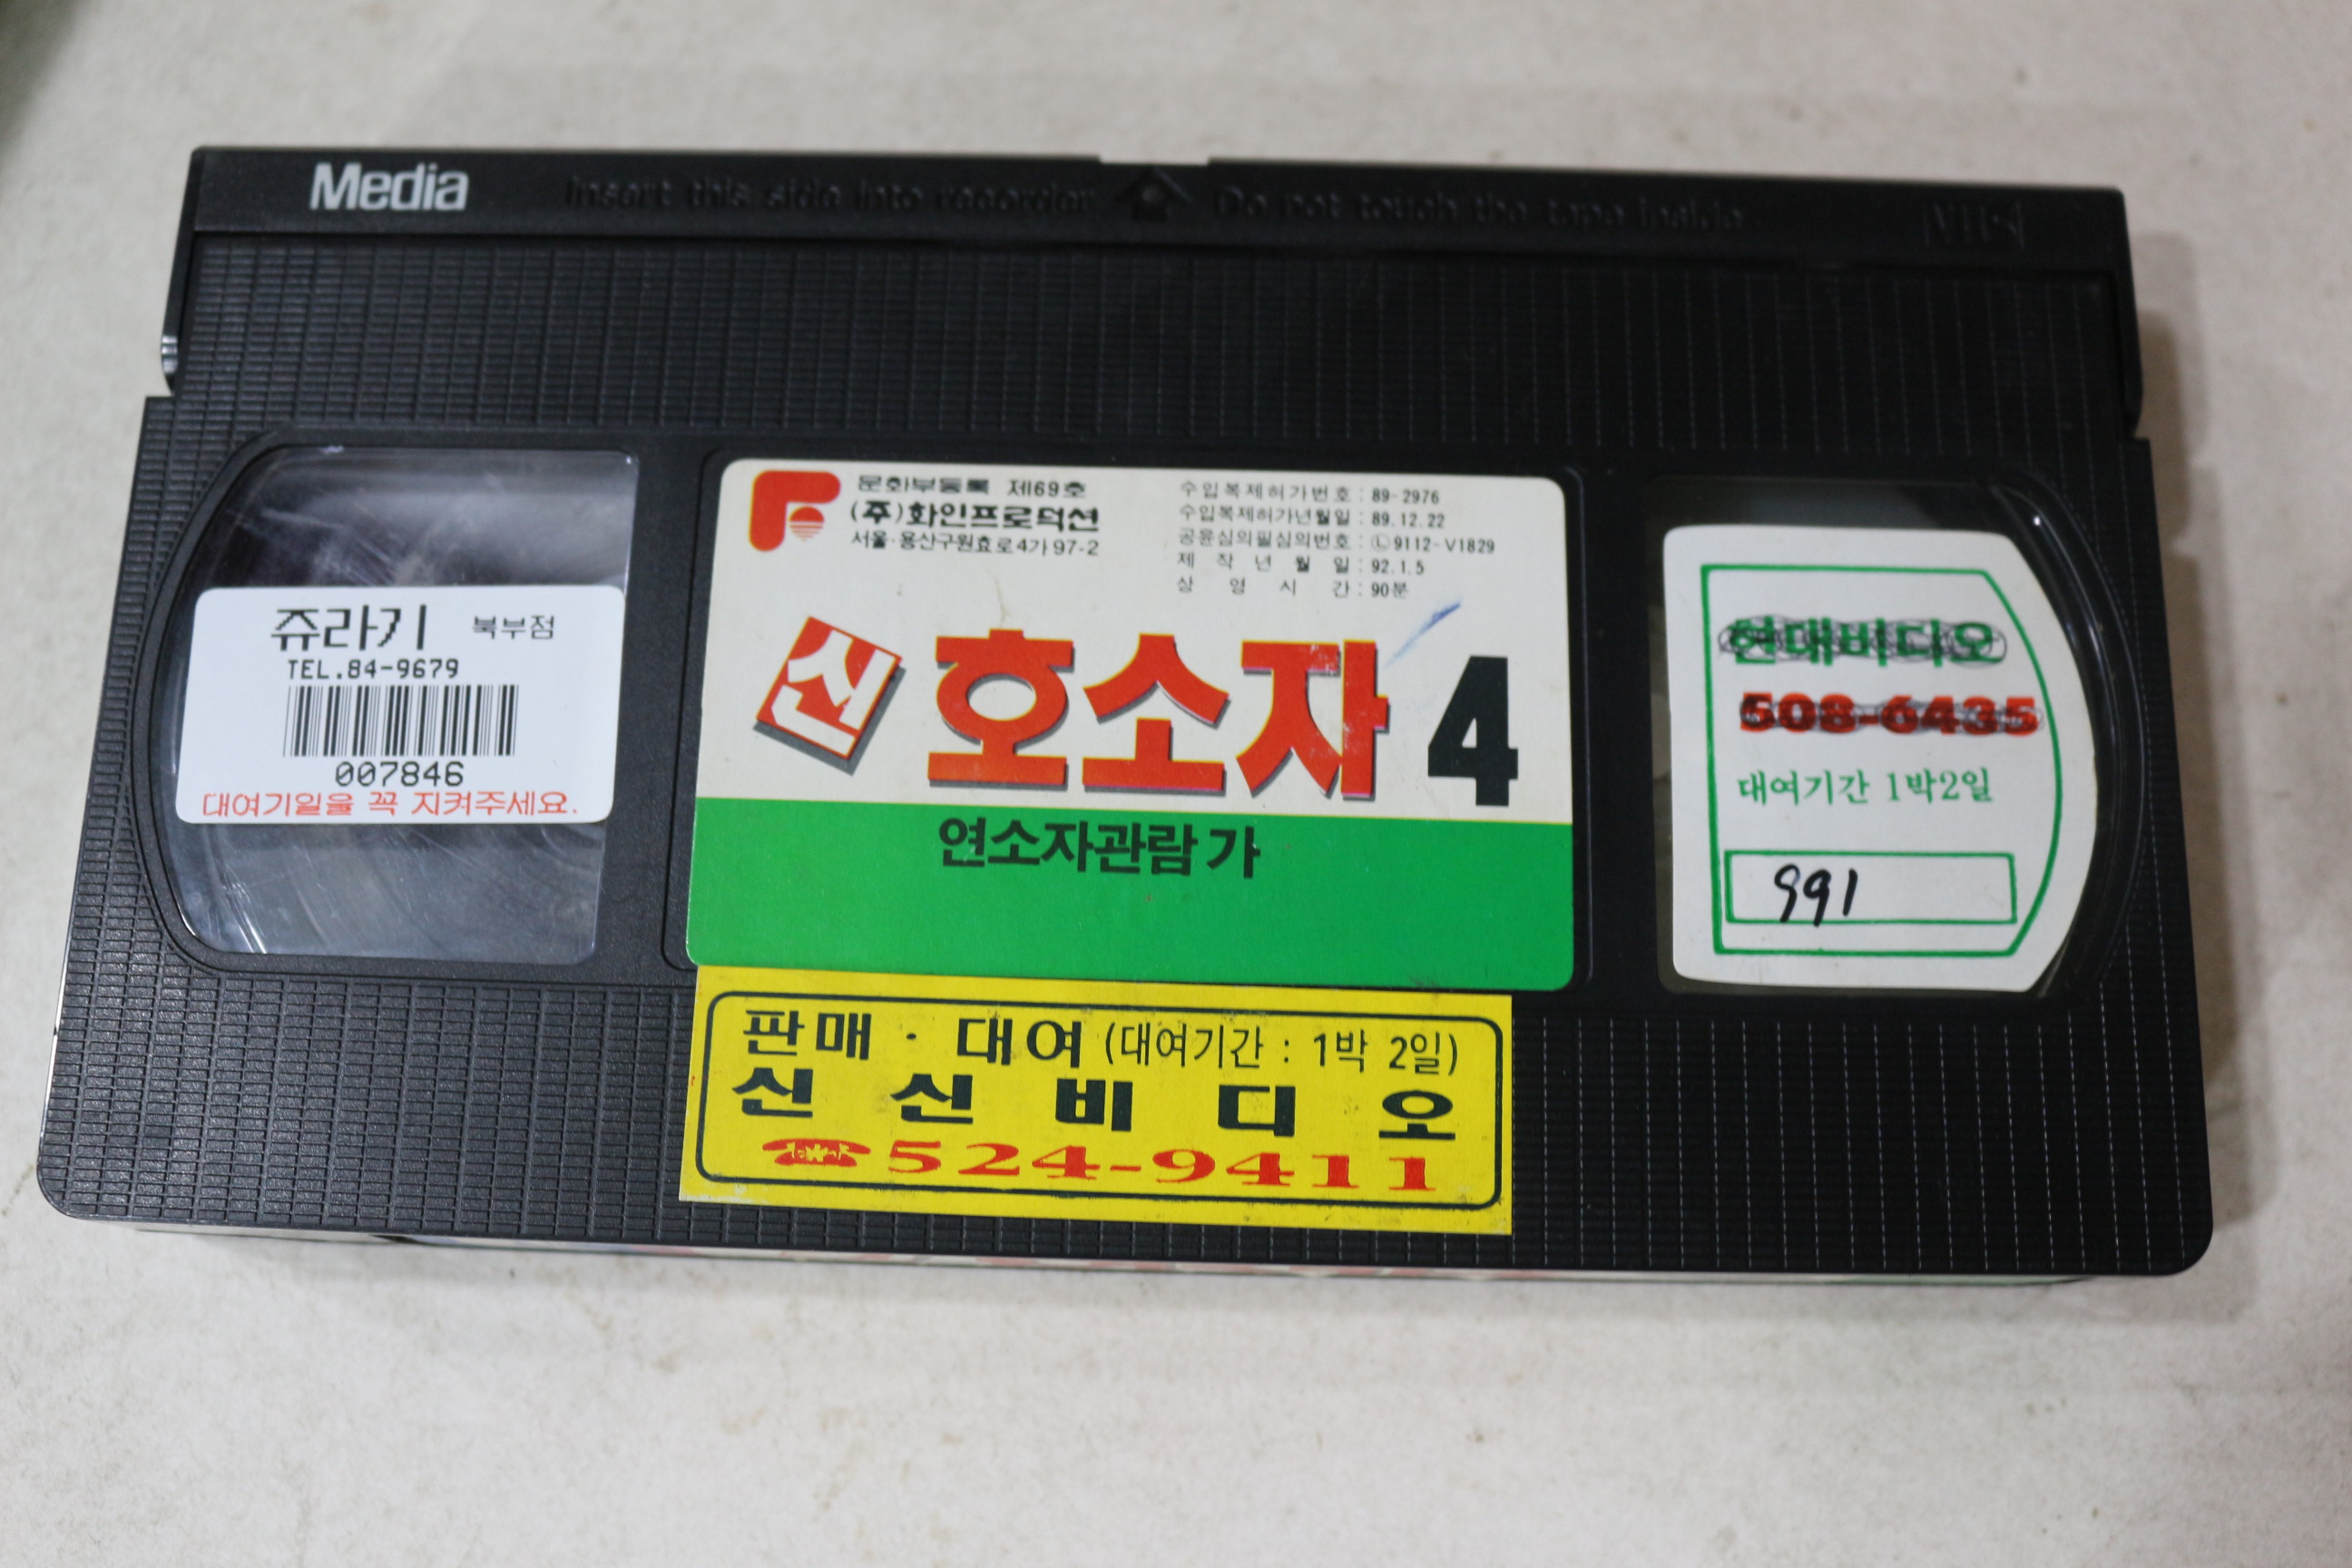 Media
Insert this side into recorder. Do not touch the tape inside
VHS
쥬라기 북부점
TEL.84-9679
007846
대여기일을 꼭 지켜주세요.
문화부등록 제69호
(주)화인프로덕션
서울·용산구원효로4가 97-2
수입복제허가번호 : 89-2976
수입복제허가년월일 : 89.12.22
공윤심의필심의번호 : Ⓛ9112-V1829
제작년월일 : 92.1.5
상영시간 : 90분
신 호소자 4
연소자관람가
현대비디오
508-6435
대여기간 1박2일
991
판매 · 대여 (대여기간 : 1박 2일)
신신비디오
☎524-9411